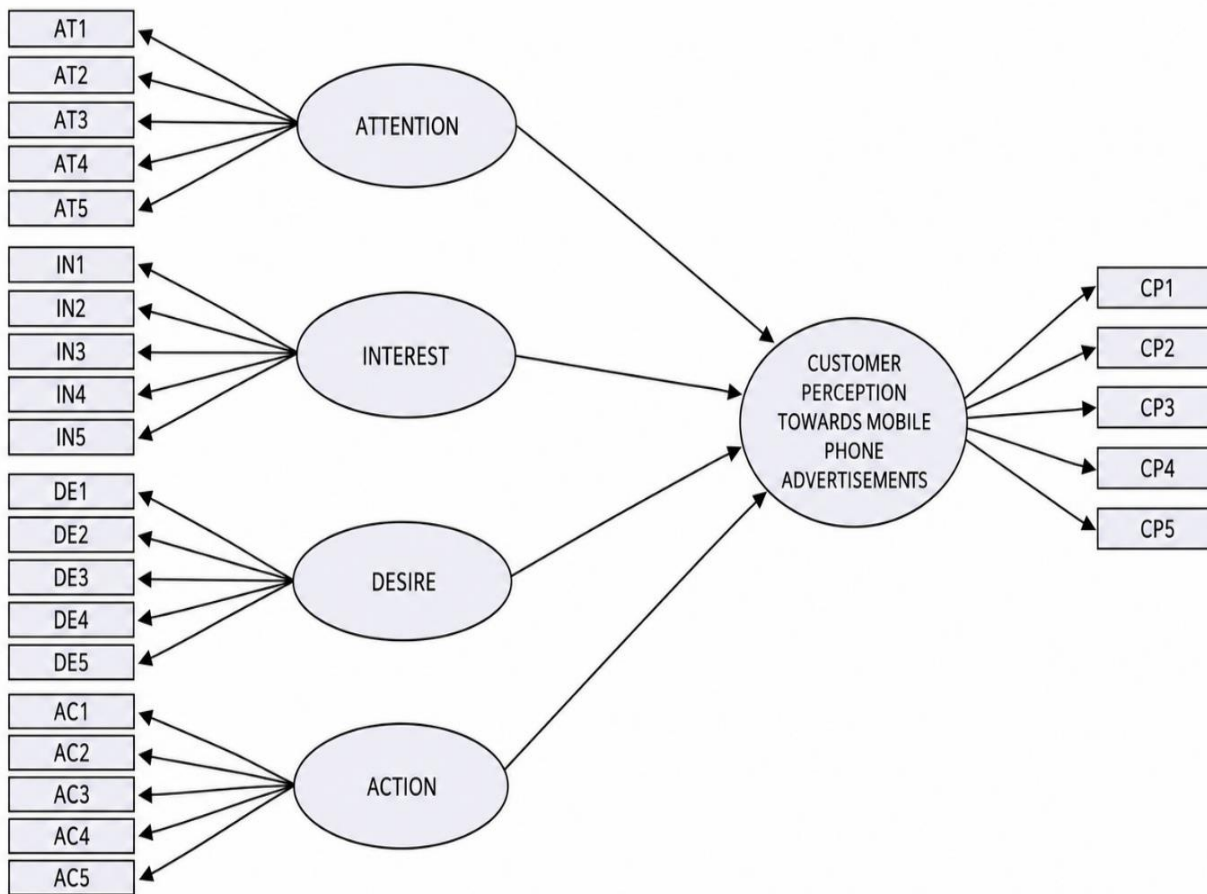 AT1
AT2
AT3
AT4
AT5
ATTENTION
IN1
IN2
IN3
IN4
IN5
INTEREST
DE1
DE2
DE3
DE4
DE5
DESIRE
AC1
AC2
AC3
AC4
AC5
ACTION
CUSTOMER
PERCEPTION
TOWARDS MOBILE
PHONE
ADVERTISEMENTS
CP1
CP2
CP3
CP4
CP5